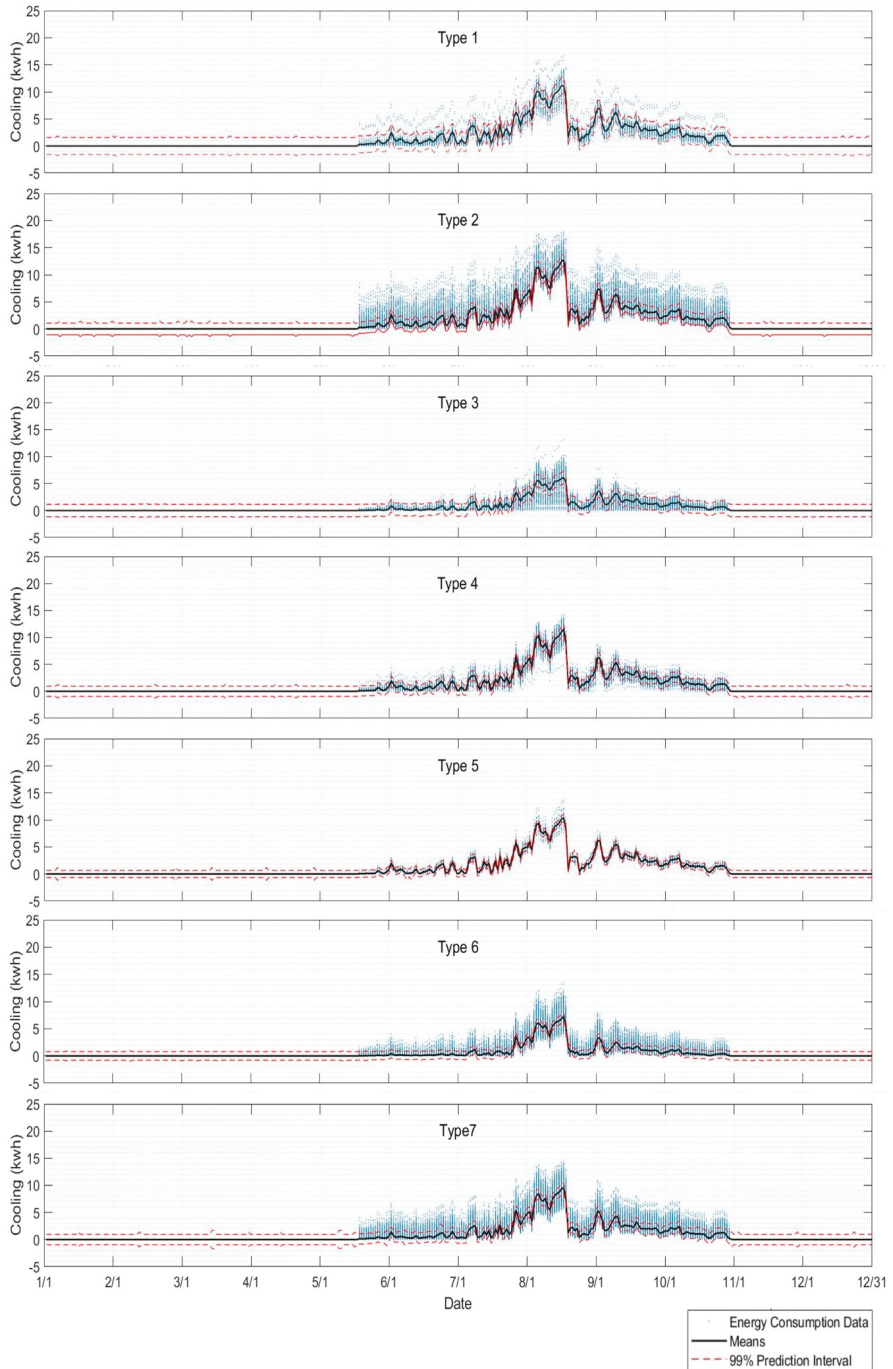 25
20
15
10
5
0
-5
Cooling (kwh)
Type 1
25
20
15
10
5
0
-5
Cooling (kwh)
Type 2
25
20
15
10
5
0
-5
Cooling (kwh)
Type 3
25
20
15
10
5
0
-5
Cooling (kwh)
Type 4
25
20
15
10
5
0
-5
Cooling (kwh)
Type 5
25
20
15
10
5
0
-5
Cooling (kwh)
Type 6
25
20
15
10
5
0
-5
Cooling (kwh)
Type7
1/1 2/1 3/1 4/1 5/1 6/1 7/1 8/1 9/1 10/1 11/1 12/1 12/31
Date
Energy Consumption Data
Means
99% Prediction Interval